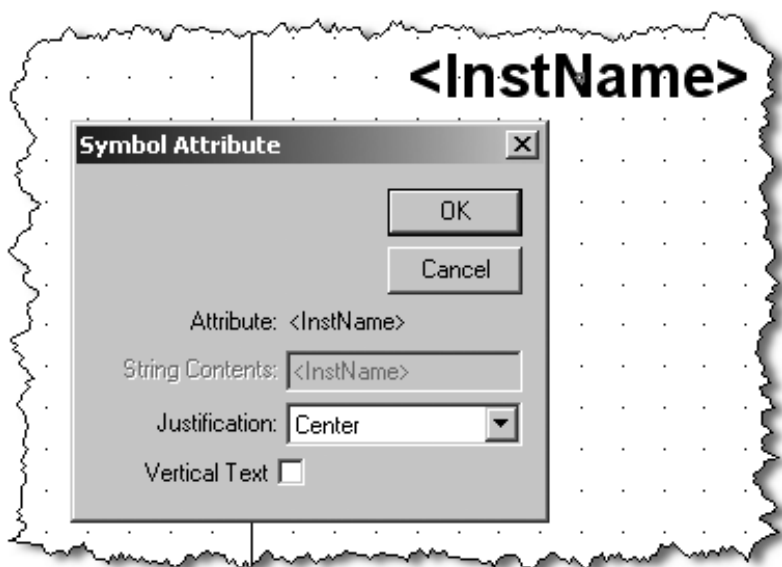 <InstName>
Symbol Attribute
OK
Cancel
Attribute: <InstName>
String Contents: <InstName>
Justification: Center
Vertical Text